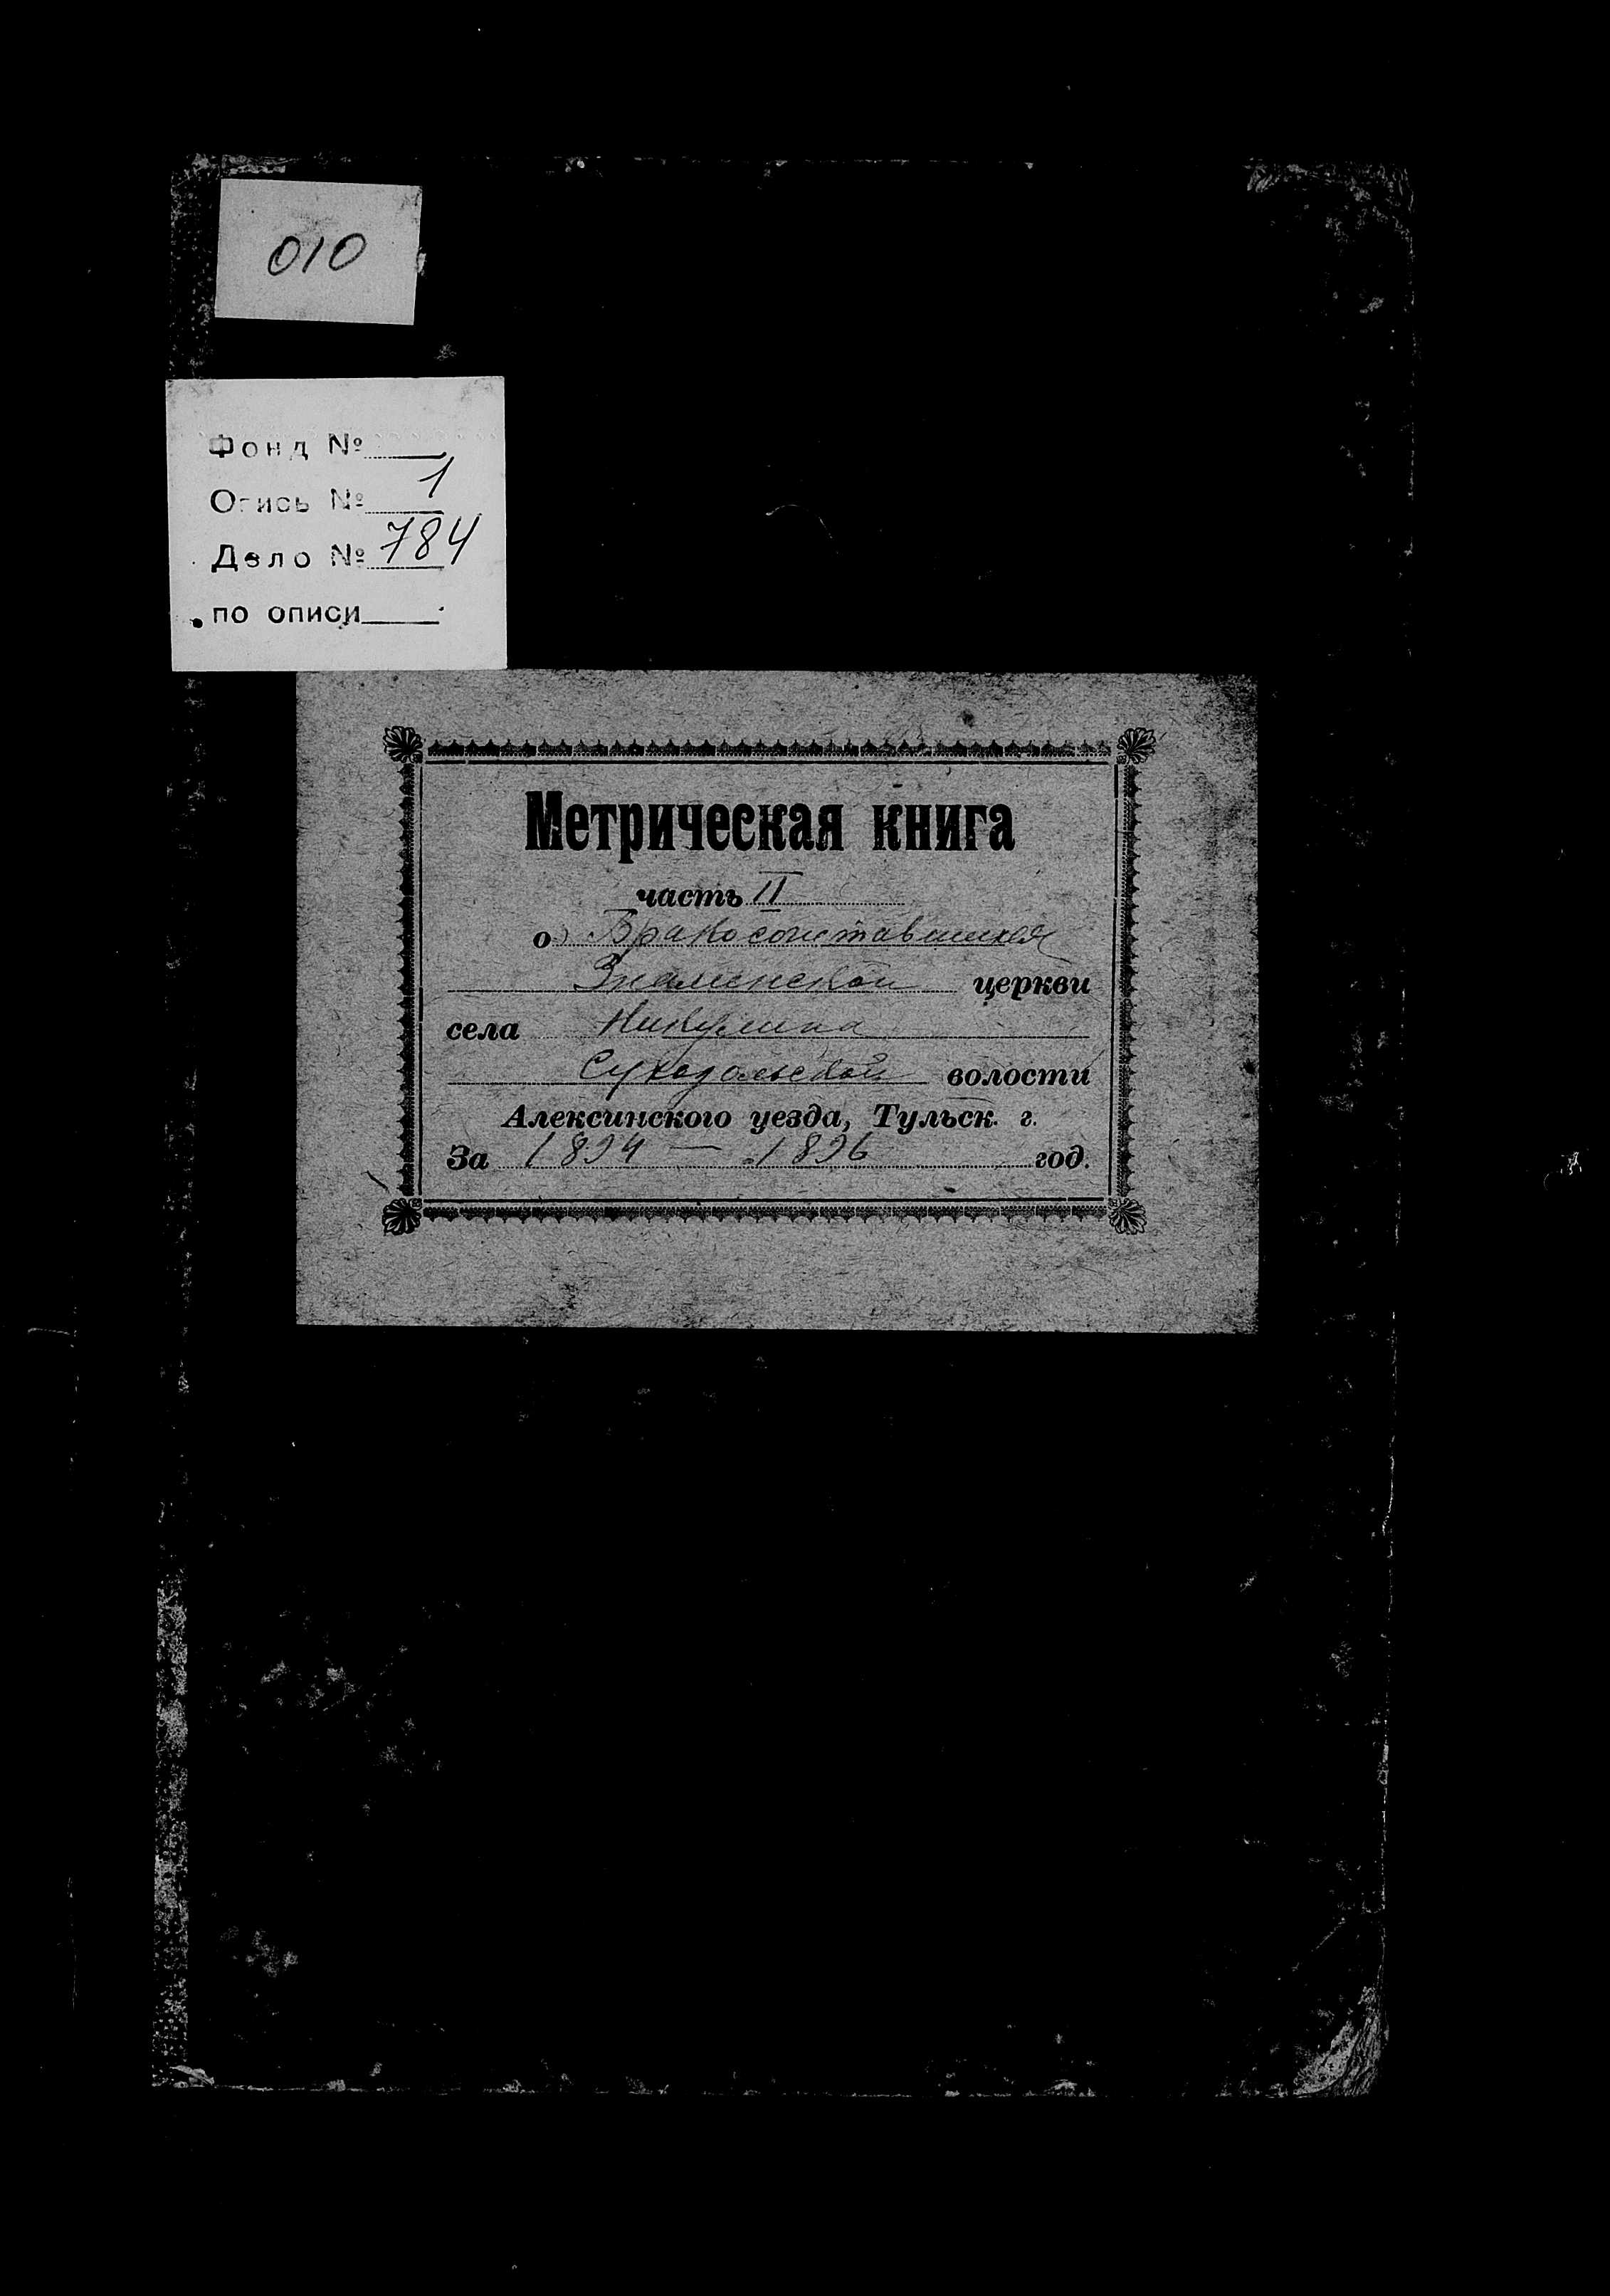 010
Фонд №
Опись № 1
Дело № 784
по описи
Метрическая книга
часть II
о Бракосочетавшихся
Знаменской церкви
села Никулина
Суходольской волости
Алексинского уезда, Тульск. г.
За 1894 — 1896 год.